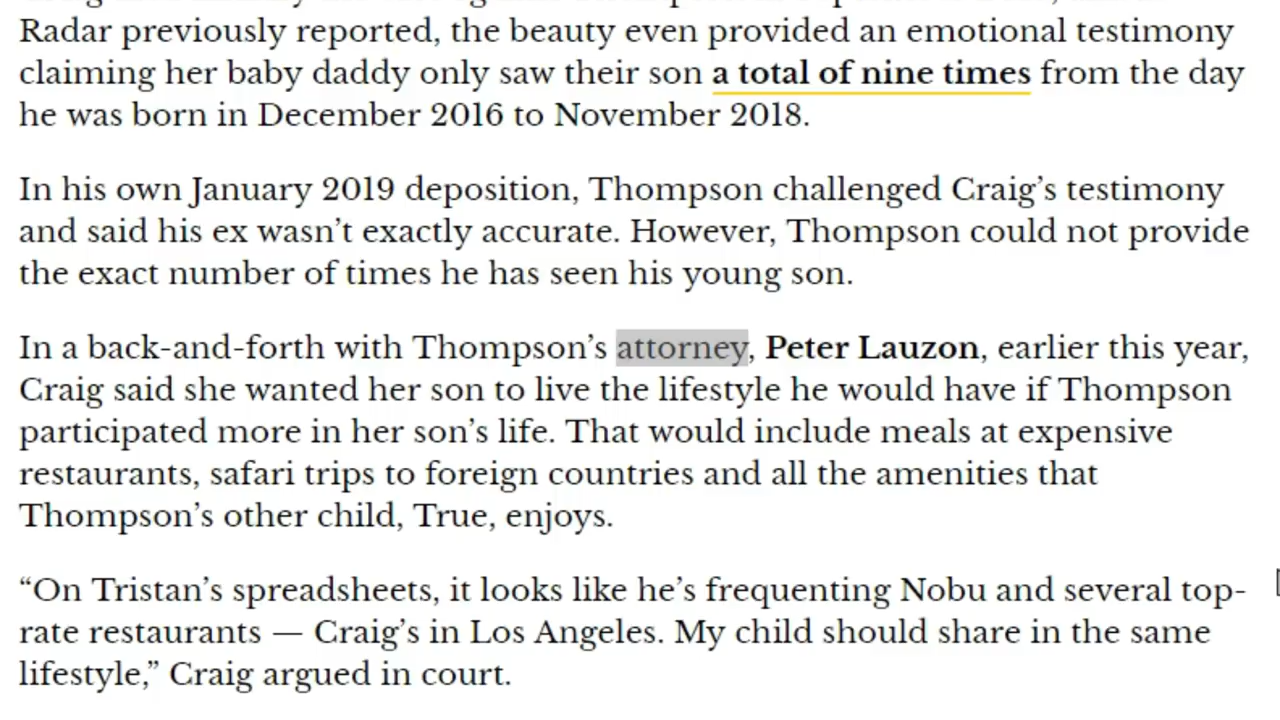 Radar previously reported, the beauty even provided an emotional testimony
claiming her baby daddy only saw their son a total of nine times from the day
he was born in December 2016 to November 2018.
In his own January 2019 deposition, Thompson challenged Craig’s testimony
and said his ex wasn’t exactly accurate. However, Thompson could not provide
the exact number of times he has seen his young son.
In a back-and-forth with Thompson’s attorney, Peter Lauzon, earlier this year,
Craig said she wanted her son to live the lifestyle he would have if Thompson
participated more in her son’s life. That would include meals at expensive
restaurants, safari trips to foreign countries and all the amenities that
Thompson’s other child, True, enjoys.
“On Tristan’s spreadsheets, it looks like he’s frequenting Nobu and several top-
rate restaurants — Craig’s in Los Angeles. My child should share in the same
lifestyle,” Craig argued in court.